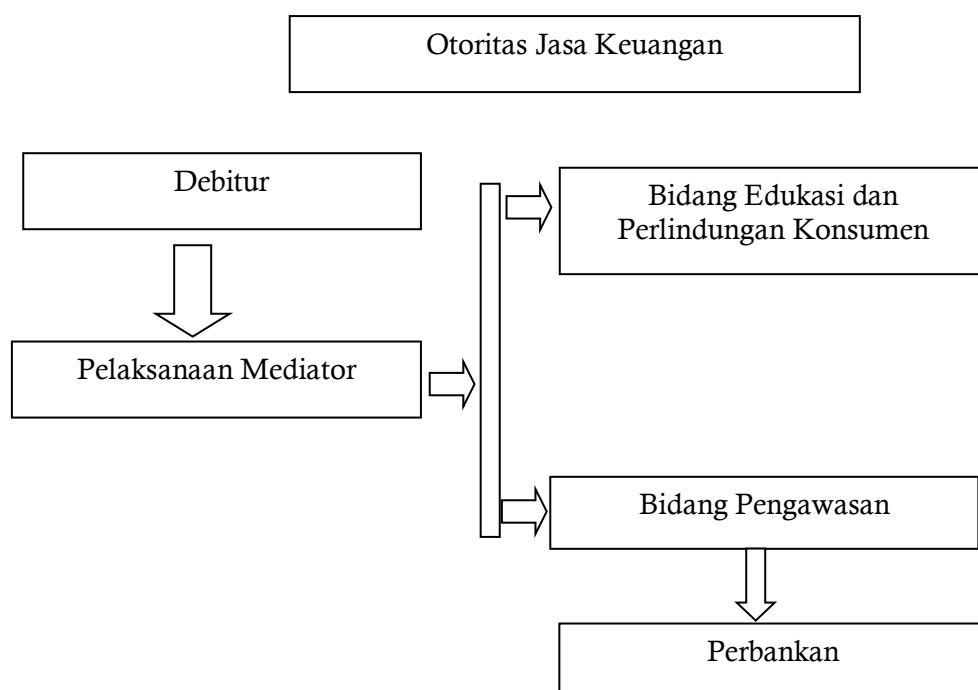 Otoritas Jasa Keuangan
Debitur
Bidang Edukasi dan
Perlindungan Konsumen
Pelaksanaan Mediator
Bidang Pengawasan
Perbankan